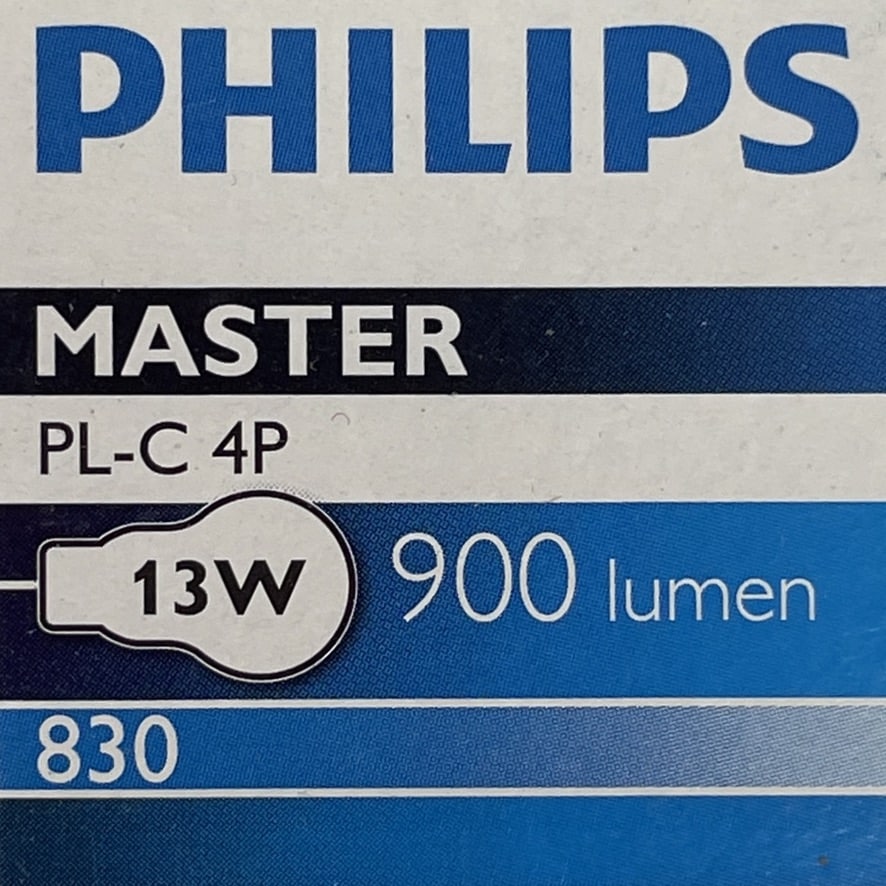 PHILIPS
MASTER
PL-C 4P
13W 900 lumen
830